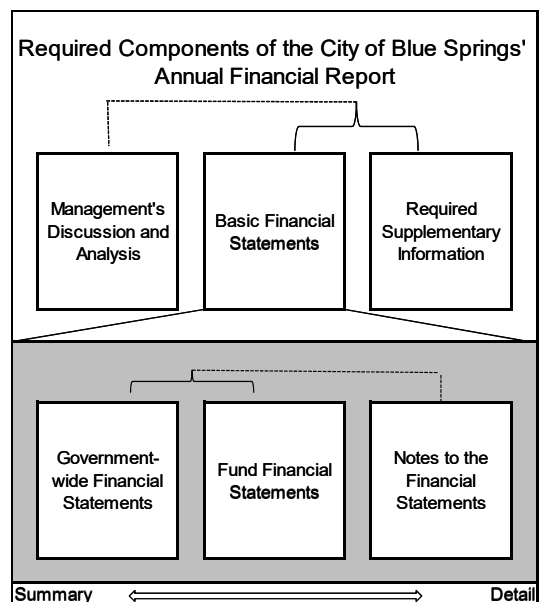 Required Components of the City of Blue Springs'
Annual Financial Report
Management's
Discussion and
Analysis
Basic Financial
Statements
Required
Supplementary
Information
Government-
wide Financial
Statements
Fund Financial
Statements
Notes to the
Financial
Statements
Summary
Detail